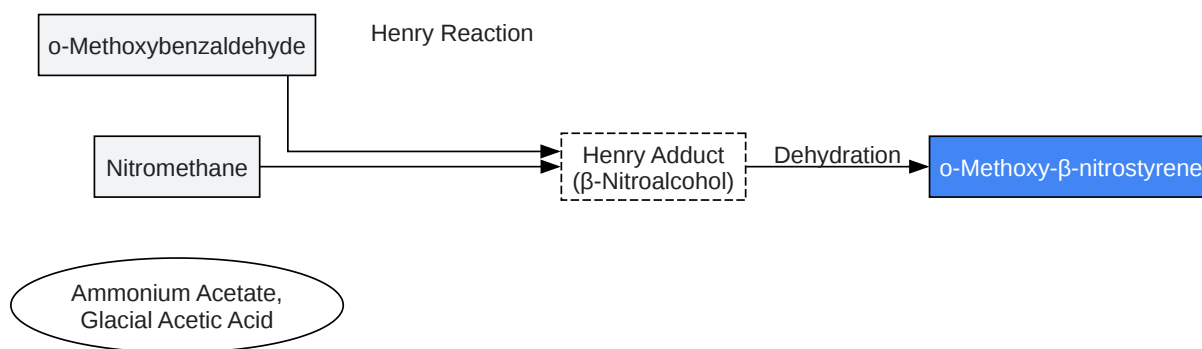 o-Methoxybenzaldehyde
Henry Reaction
Nitromethane
Henry Adduct
(β-Nitroalcohol)
Dehydration
o-Methoxy-β-nitrostyrene
Ammonium Acetate,
Glacial Acetic Acid